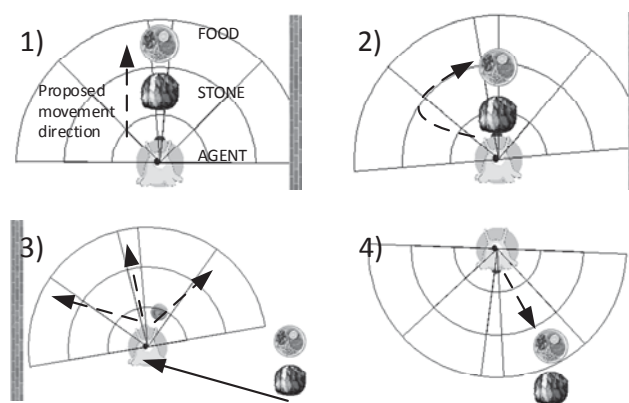 1)
FOOD
Proposed
movement
direction
STONE
AGENT
2)
3)
4)